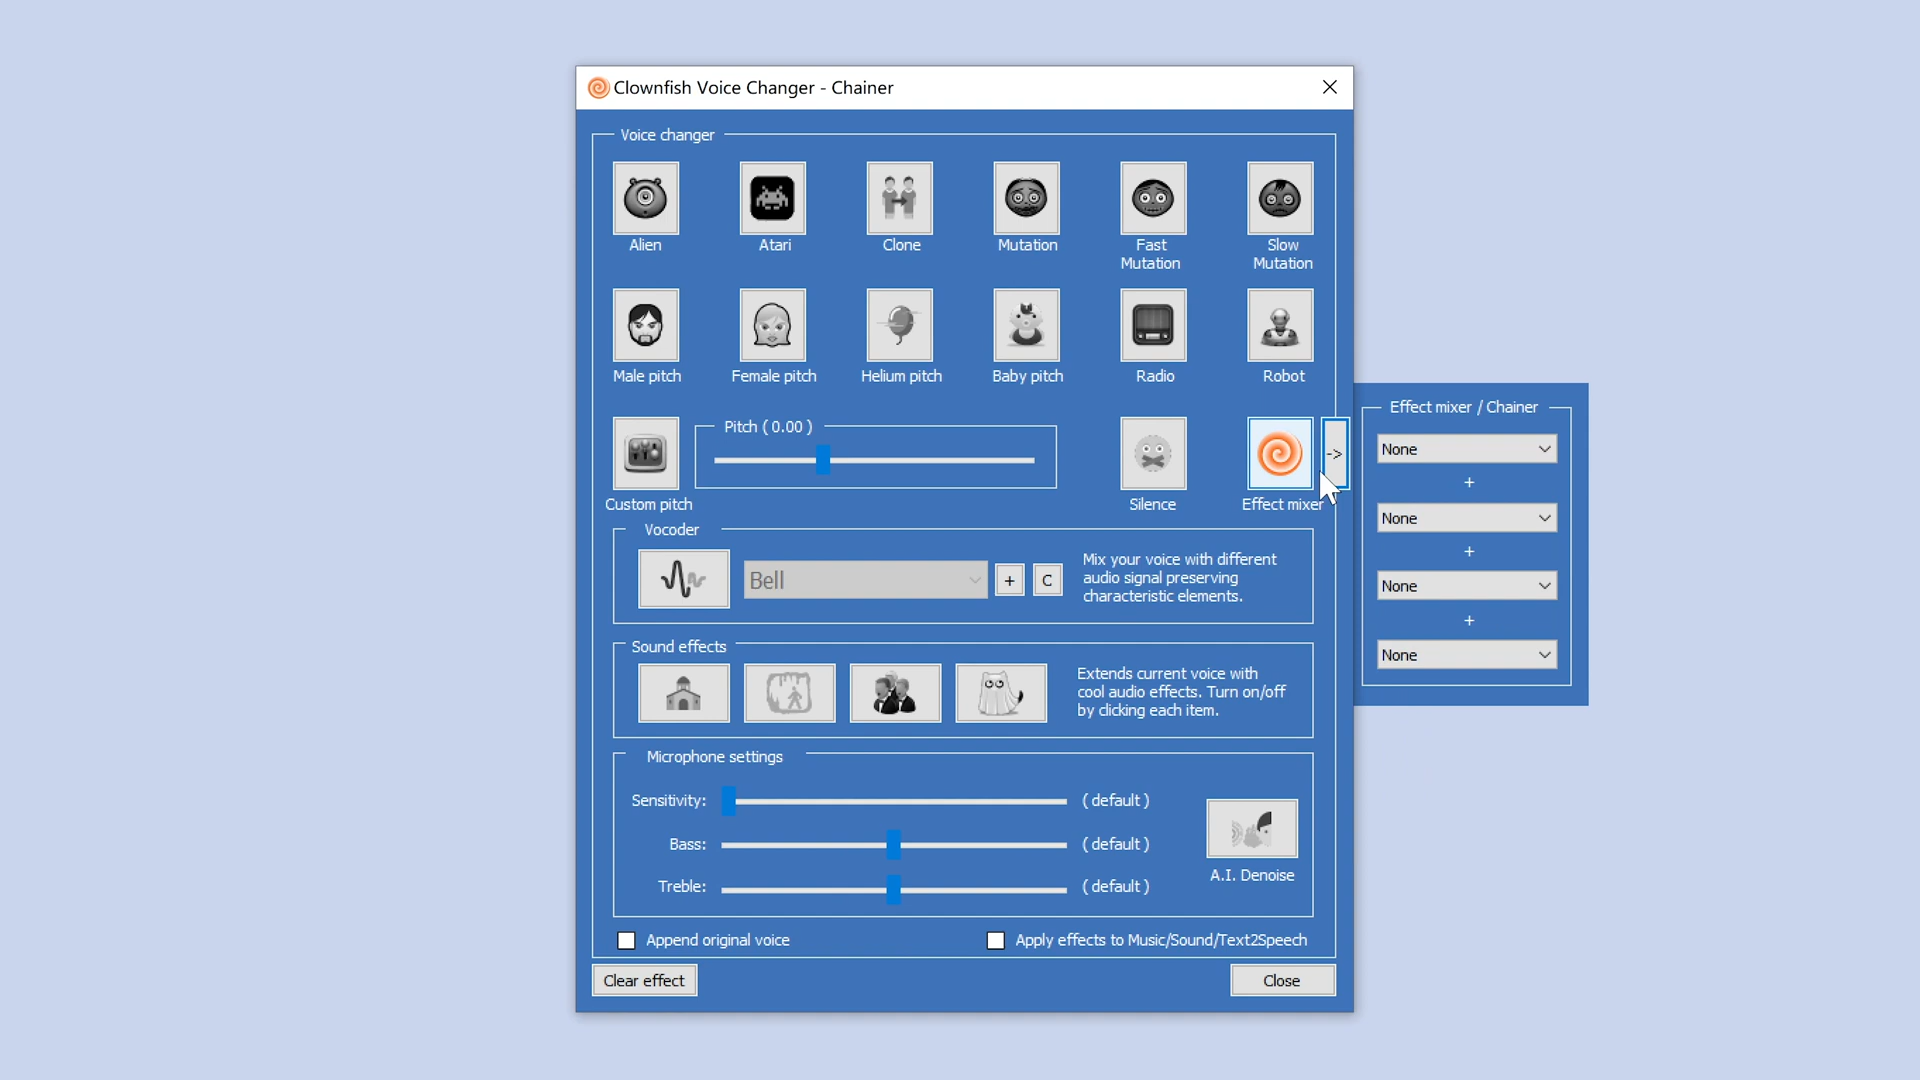 Clownfish Voice Changer - Chainer
Voice changer
Alien
Atari
Clone
Mutation
Fast
Mutation
Slow
Mutation
Male pitch
Female pitch
Helium pitch
Baby pitch
Radio
Robot
Custom pitch
Pitch ( 0.00 )
Silence
Effect mixer
->
Vocoder
Bell
+
C
Mix your voice with different
audio signal preserving
characteristic elements.
Sound effects
Extends current voice with
cool audio effects. Turn on/off
by clicking each item.
Microphone settings
Sensitivity:
( default )
Bass:
( default )
Treble:
( default )
A.I. Denoise
Append original voice
Apply effects to Music/Sound/Text2Speech
Clear effect
Close
Effect mixer / Chainer
None
+
None
+
None
+
None